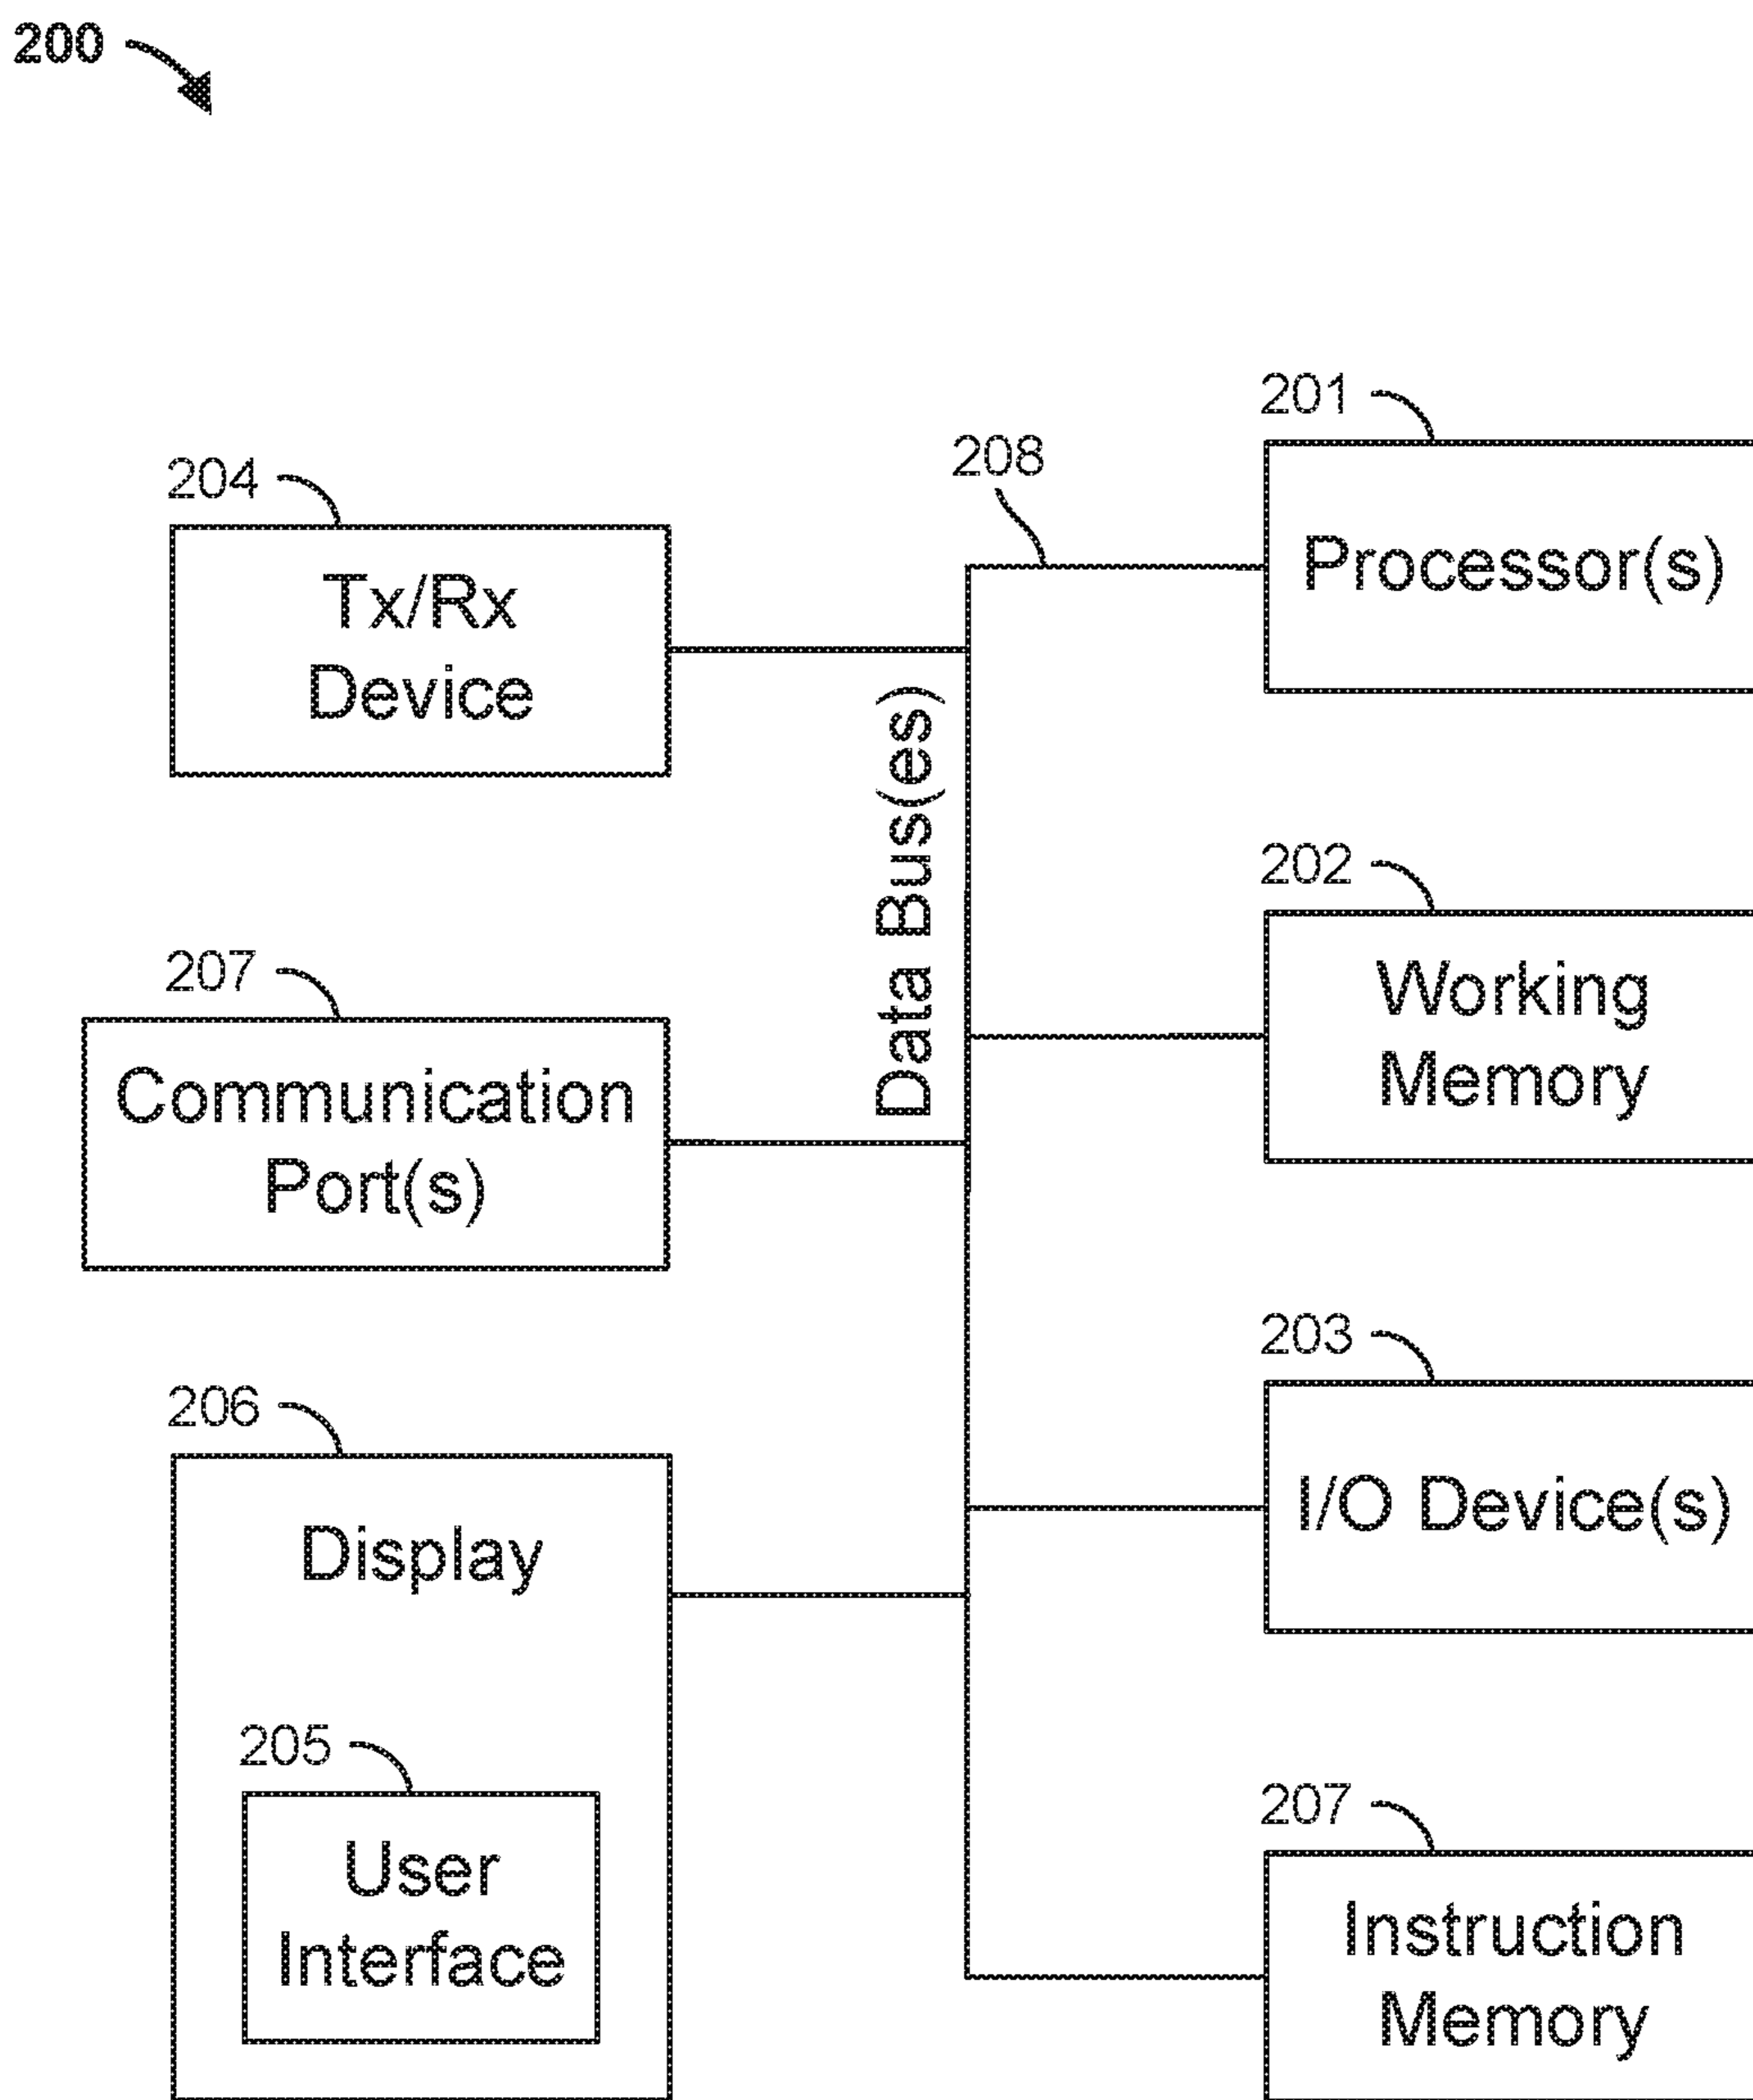 200
201
208
204
Processor(s)
Tx/Rx
Device
Data Bus(es)
202
207
Working
Memory
Communication
Port(s)
203
206
I/O Device(s)
Display
205
207
User
Interface
Instruction
Memory